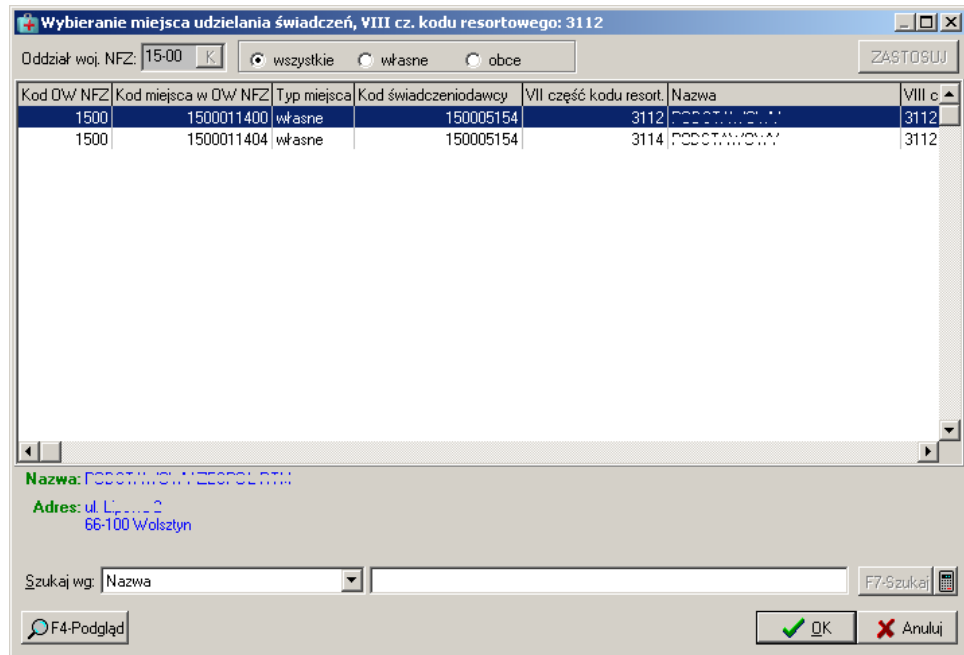 Wybieranie miejsca udzielania świadczeń, VIII cz. kodu resortowego: 3112
Oddział woj. NFZ: 15-00 K wszystkie własne obce ZASTOSUJ
Kod OW NFZ Kod miejsca w OW NFZ Typ miejsca Kod świadczeniodawcy VII część kodu resort. Nazwa VIII c
1500 1500011400 własne 150005154 3112 3112
1500 1500011404 własne 150005154 3114 3112
Nazwa:
Adres: ul.
66-100 Wolsztyn
Szukaj wg: Nazwa F7-Szukaj
F4-Podgląd OK Anuluj